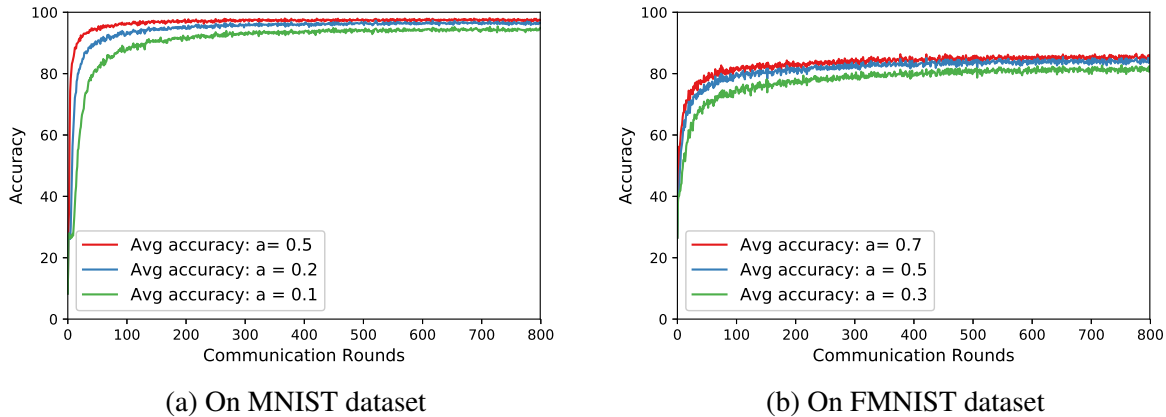 100
80
60
40
20
0
Accuracy
Avg accuracy: a= 0.5
Avg accuracy: a = 0.2
Avg accuracy: a = 0.1
0 100 200 300 400 500 600 700 800
Communication Rounds
(a) On MNIST dataset
100
80
60
40
20
0
Accuracy
Avg accuracy: a= 0.7
Avg accuracy: a = 0.5
Avg accuracy: a = 0.3
0 100 200 300 400 500 600 700 800
Communication Rounds
(b) On FMNIST dataset